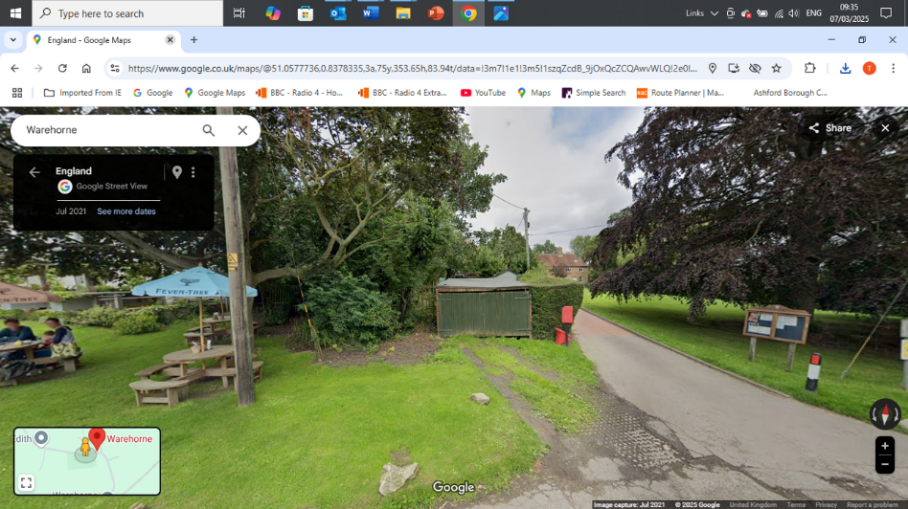 Type here to search
Links
ENG
09:35
07/03/2025
England - Google Maps
https://www.google.co.uk/maps/@51.0577736,0.8378335,3a,75y,353.65h,83.94t/data=!3m7!1e1!3m5!1szqZcdB_9jOxQcZCQAwvWLQ!2e0!...
T
Imported From IE
Google
Google Maps
BBC - Radio 4 - Ho...
BBC - Radio 4 Extra...
YouTube
Maps
Simple Search
Route Planner | Ma...
Ashford Borough C...
Warehorne
Share
England
Google Street View
Jul 2021 See more dates
FEVER-TREE
Warehorne
Google
Image capture: Jul 2021 © 2025 Google United Kingdom Terms Privacy Report a problem